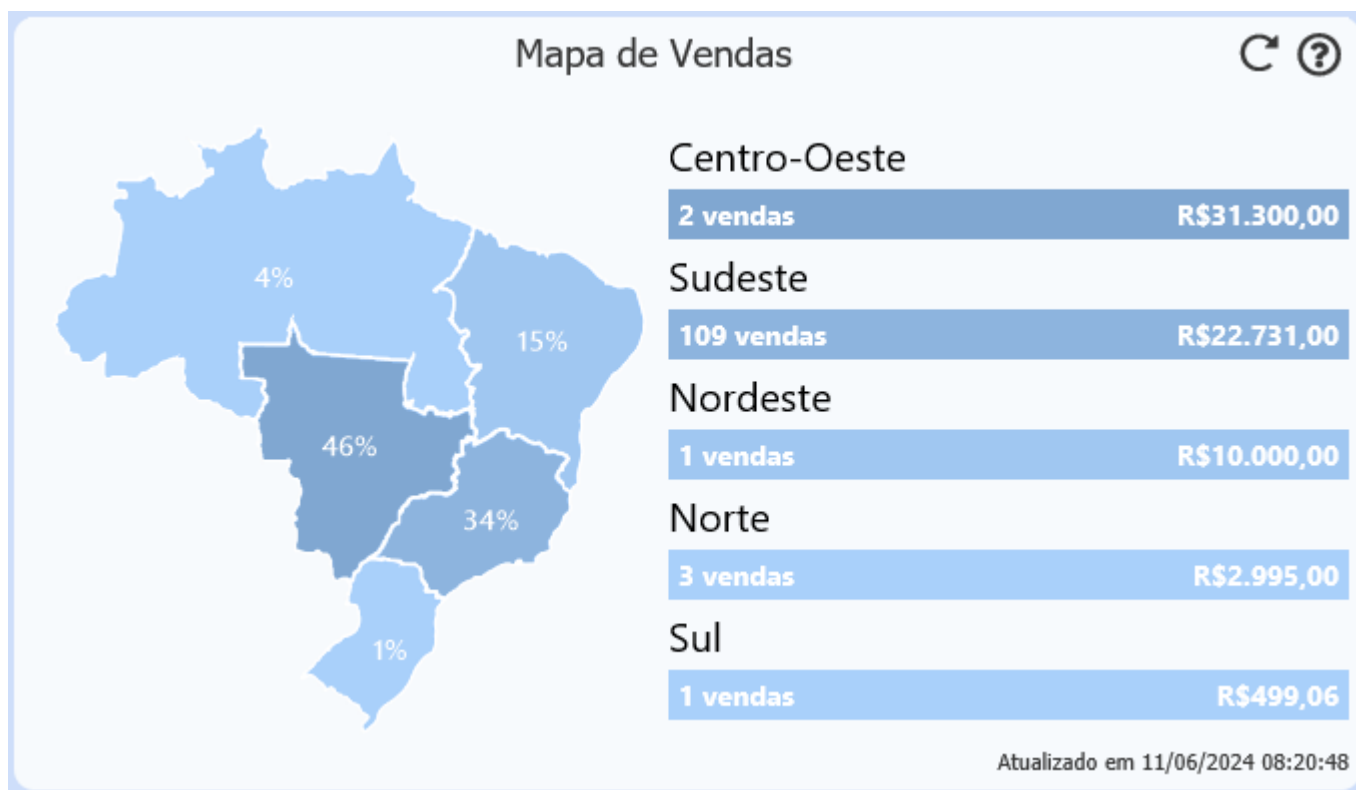 Mapa de Vendas
4%
15%
46%
34%
1%
Centro-Oeste
2 vendas R$31.300,00
Sudeste
109 vendas R$22.731,00
Nordeste
1 vendas R$10.000,00
Norte
3 vendas R$2.995,00
Sul
1 vendas R$499,06
Atualizado em 11/06/2024 08:20:48